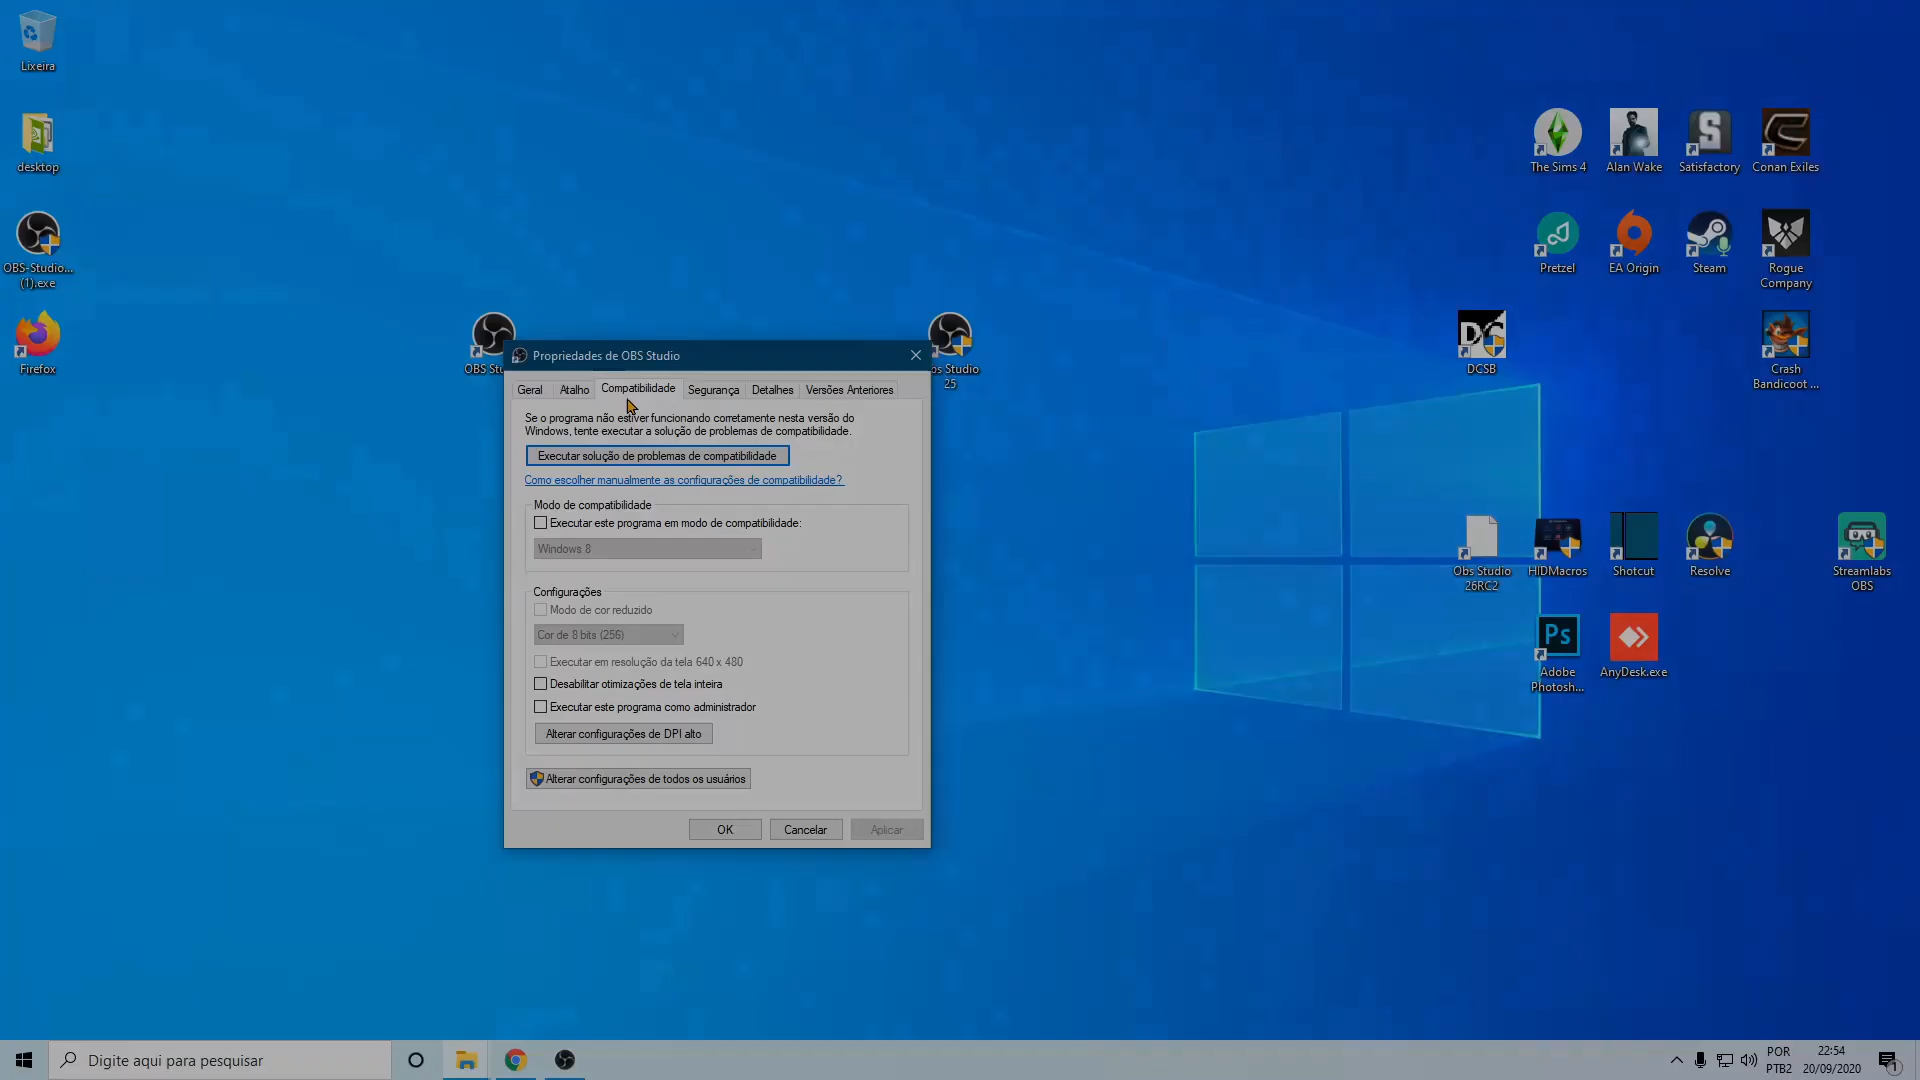 Lixeira
desktop
OBS-Studio...
(1).exe
Firefox
The Sims 4
Alan Wake
Satisfactory
Conan Exiles
Pretzel
EA Origin
Steam
Rogue
Company
DCSB
Crash
Bandicoot ...
Obs Studio
26RC2
HIDMacros
Shotcut
Resolve
Streamlabs
OBS
Ps
Adobe
Photosh...
AnyDesk.exe
OBS Stu
bs Studio
25
Propriedades de OBS Studio
Geral
Atalho
Compatibilidade
Segurança
Detalhes
Versões Anteriores
Se o programa não estiver funcionando corretamente nesta versão do
Windows, tente executar a solução de problemas de compatibilidade.
Executar solução de problemas de compatibilidade
Como escolher manualmente as configurações de compatibilidade?
Modo de compatibilidade
Executar este programa em modo de compatibilidade:
Windows 8
Configurações
Modo de cor reduzido
Cor de 8 bits (256)
Executar em resolução da tela 640 x 480
Desabilitar otimizações de tela inteira
Executar este programa como administrador
Alterar configurações de DPI alto
Alterar configurações de todos os usuários
OK
Cancelar
Aplicar
Digite aqui para pesquisar
POR
PTB2
22:54
20/09/2020
1